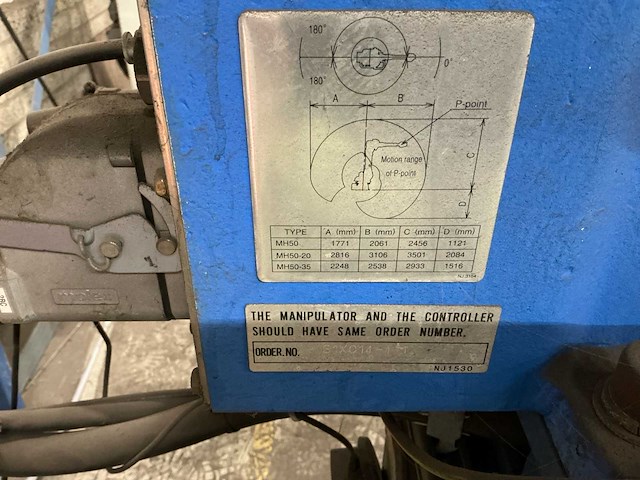 180°
0°
180°
A B
P-point
C
Motion range
of P-point
D
TYPE A (mm) B (mm) C (mm) D (mm)
MH50 1771 2061 2456 1121
MH50-20 2816 3106 3501 2084
MH50-35 2248 2538 2933 1516
NJ3164
THE MANIPULATOR AND THE CONTROLLER
SHOULD HAVE SAME ORDER NUMBER.
ORDER.NO.
NJ1530